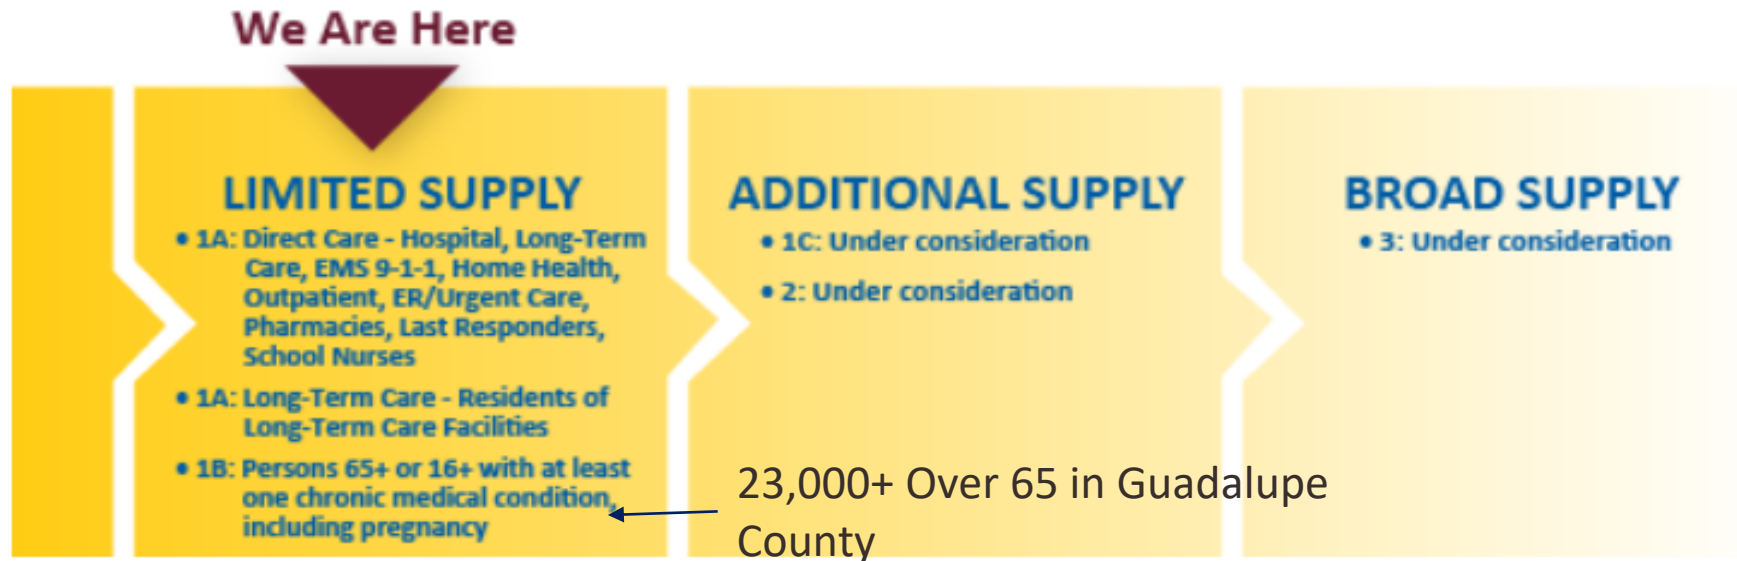 We Are Here
LIMITED SUPPLY
• 1A: Direct Care - Hospital, Long-Term
Care, EMS 9-1-1, Home Health,
Outpatient, ER/Urgent Care,
Pharmacies, Last Responders,
School Nurses
• 1A: Long-Term Care - Residents of
Long-Term Care Facilities
• 1B: Persons 65+ or 16+ with at least
one chronic medical condition,
including pregnancy
ADDITIONAL SUPPLY
• 1C: Under consideration
• 2: Under consideration
23,000+ Over 65 in Guadalupe
County
BROAD SUPPLY
• 3: Under consideration